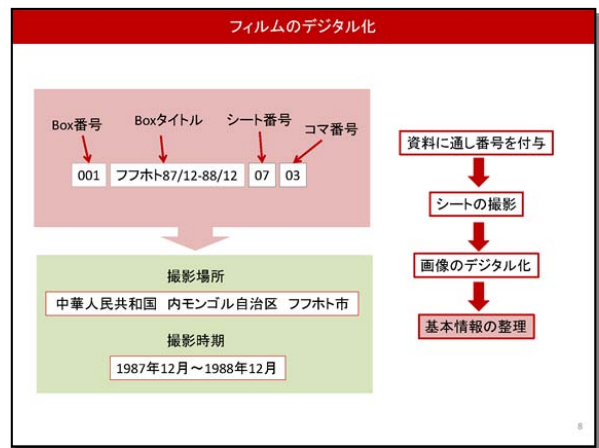 フィルムのデジタル化
Box番号
Boxタイトル
シート番号
コマ番号
001
フフホト87/12-88/12
07
03
撮影場所
中華人民共和国 内モンゴル自治区 フフホト市
撮影時期
1987年12月～1988年12月
資料に通し番号を付与
シートの撮影
画像のデジタル化
基本情報の整理
8